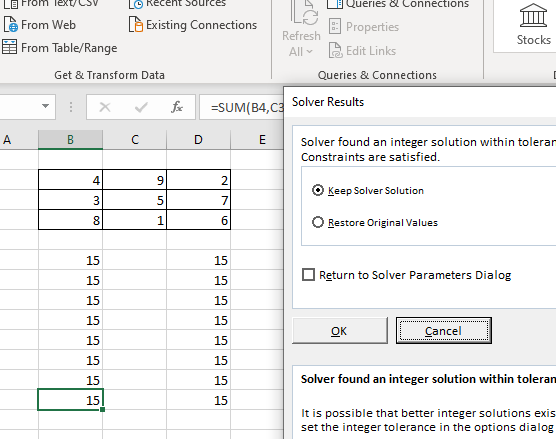 From Text/CSV
Recent Sources
From Web
Existing Connections
From Table/Range
Get & Transform Data
Refresh
All
Queries & Connections
Properties
Edit Links
Queries & Connections
Stocks
fx
=SUM(B4,C3
A B C D E
4 9 2
3 5 7
8 1 6
15 15
15 15
15 15
15 15
15 15
15 15
15 15
15 15
Solver Results
Solver found an integer solution within toleran
Constraints are satisfied.
Keep Solver Solution
Restore Original Values
Return to Solver Parameters Dialog
OK
Cancel
Solver found an integer solution within toleran
It is possible that better integer solutions exis
set the integer tolerance in the options dialog